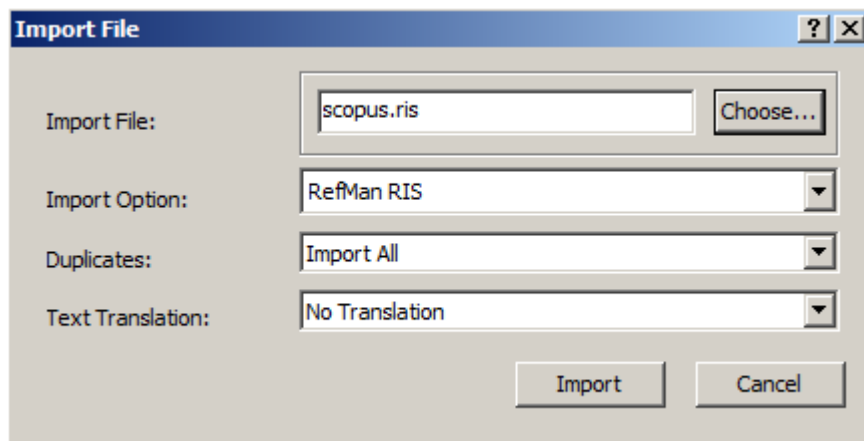 Import File
Import File:
scopus.ris
Choose...
Import Option:
RefMan RIS
Duplicates:
Import All
Text Translation:
No Translation
Import
Cancel